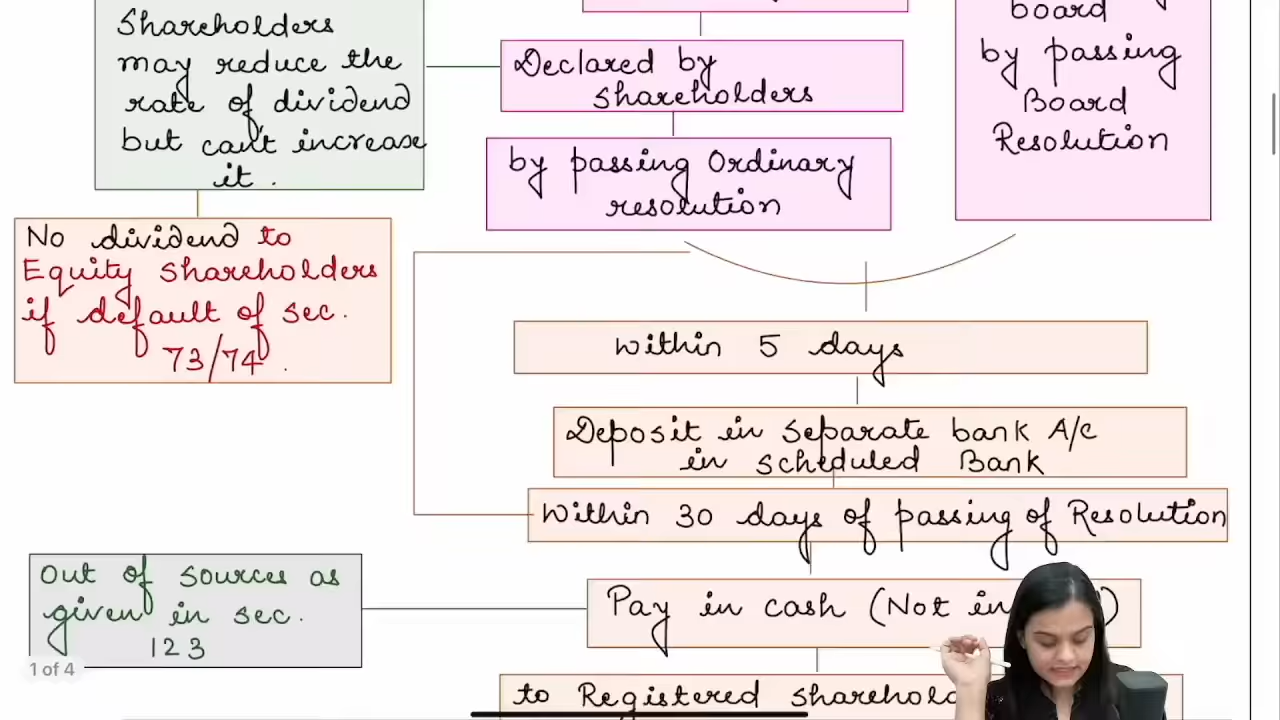 Shareholders
may reduce the
rate of dividend
but can't increase
it.
No dividend to
Equity shareholders
if default of sec.
73/74.
Declared by
shareholders
by passing Ordinary
resolution
board
by passing
Board
Resolution
within 5 days
Deposit in separate bank A/c
in scheduled Bank
Within 30 days of passing of Resolution
Out of sources as
given in sec.
123
Pay in cash (Not in )
to Registered
1 of 4